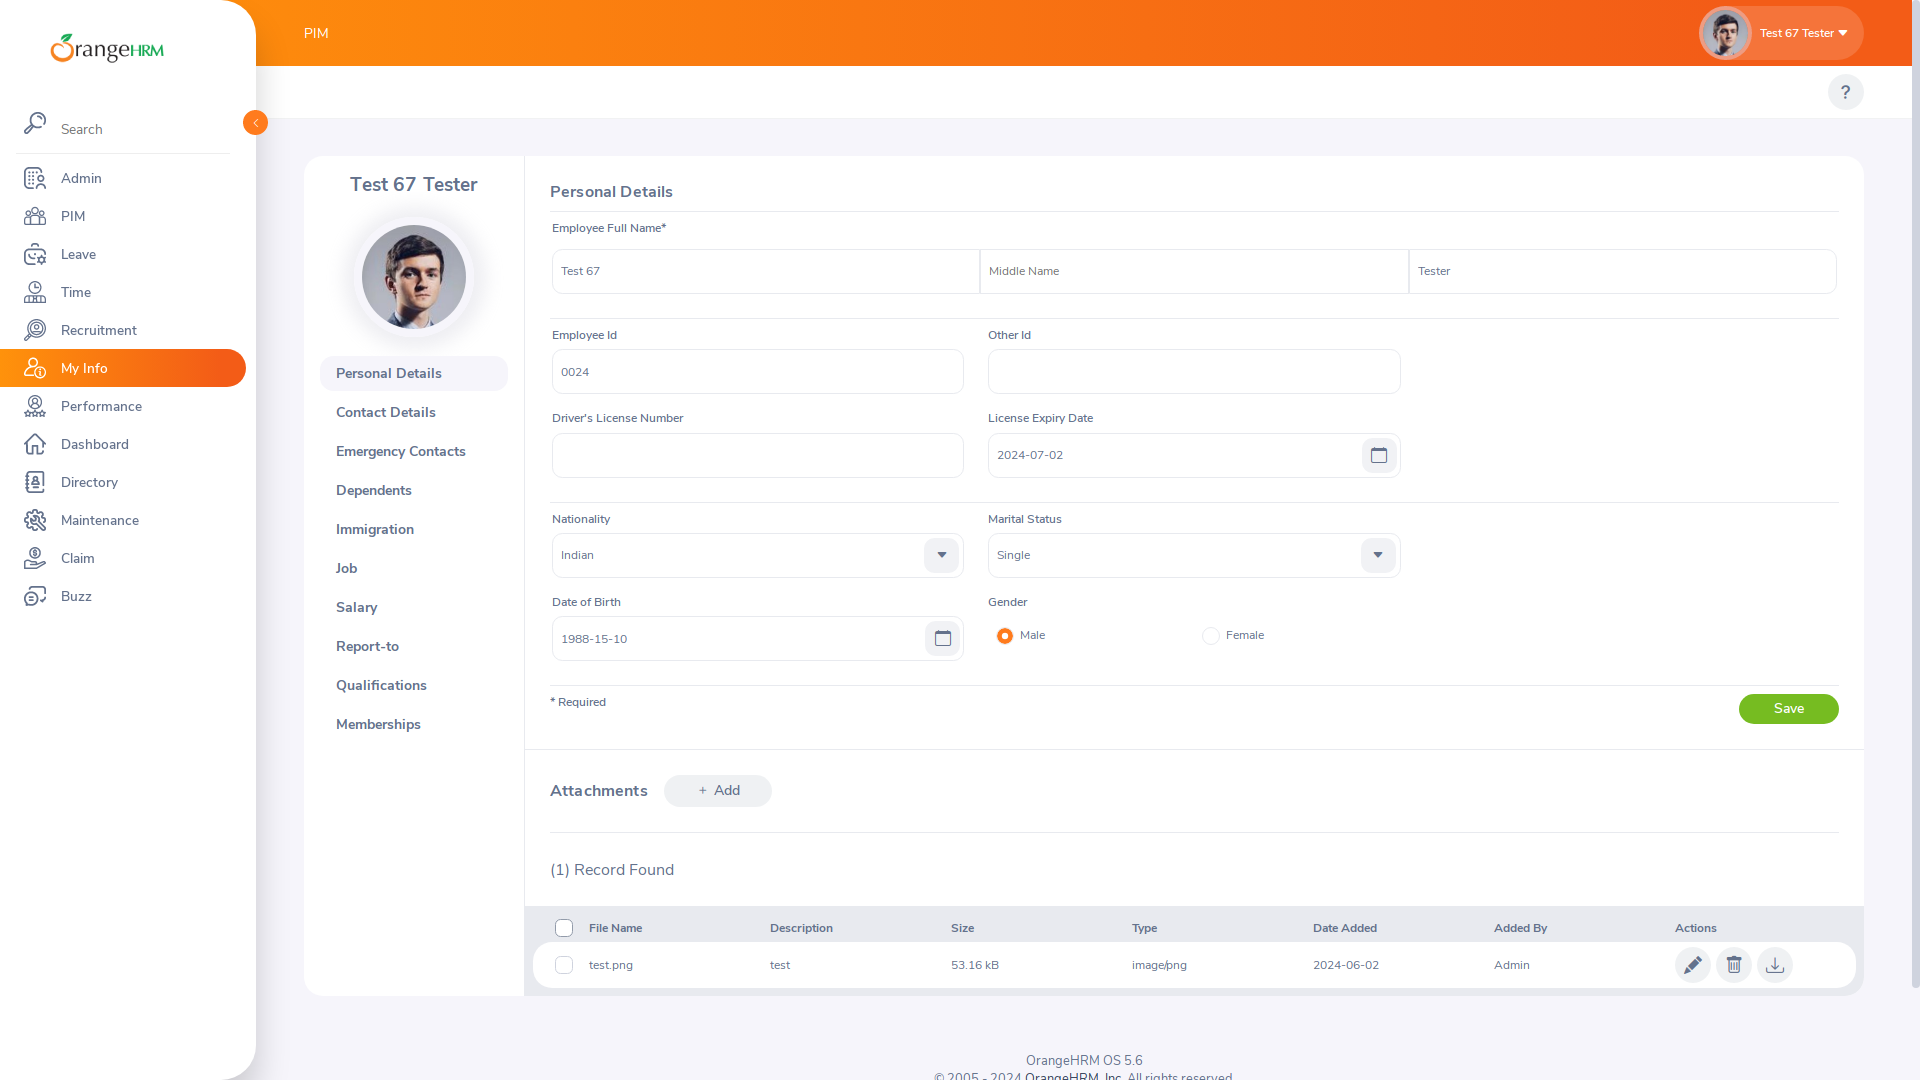 OrangeHRM
Search
Admin
PIM
Leave
Time
Recruitment
My Info
Performance
Dashboard
Directory
Maintenance
Claim
Buzz
PIM
Test 67 Tester
?
Test 67 Tester
Personal Details
Contact Details
Emergency Contacts
Dependents
Immigration
Job
Salary
Report-to
Qualifications
Memberships
Personal Details
Employee Full Name*
Test 67 Middle Name Tester
Employee Id Other Id
0024
Driver's License Number License Expiry Date
2024-07-02
Nationality Marital Status
Indian Single
Date of Birth Gender
1988-15-10 Male Female
* Required Save
Attachments + Add
(1) Record Found
File Name Description Size Type Date Added Added By Actions
test.png test 53.16 kB image/png 2024-06-02 Admin
OrangeHRM OS 5.6
© 2005 - 2024 OrangeHRM, Inc. All rights reserved.